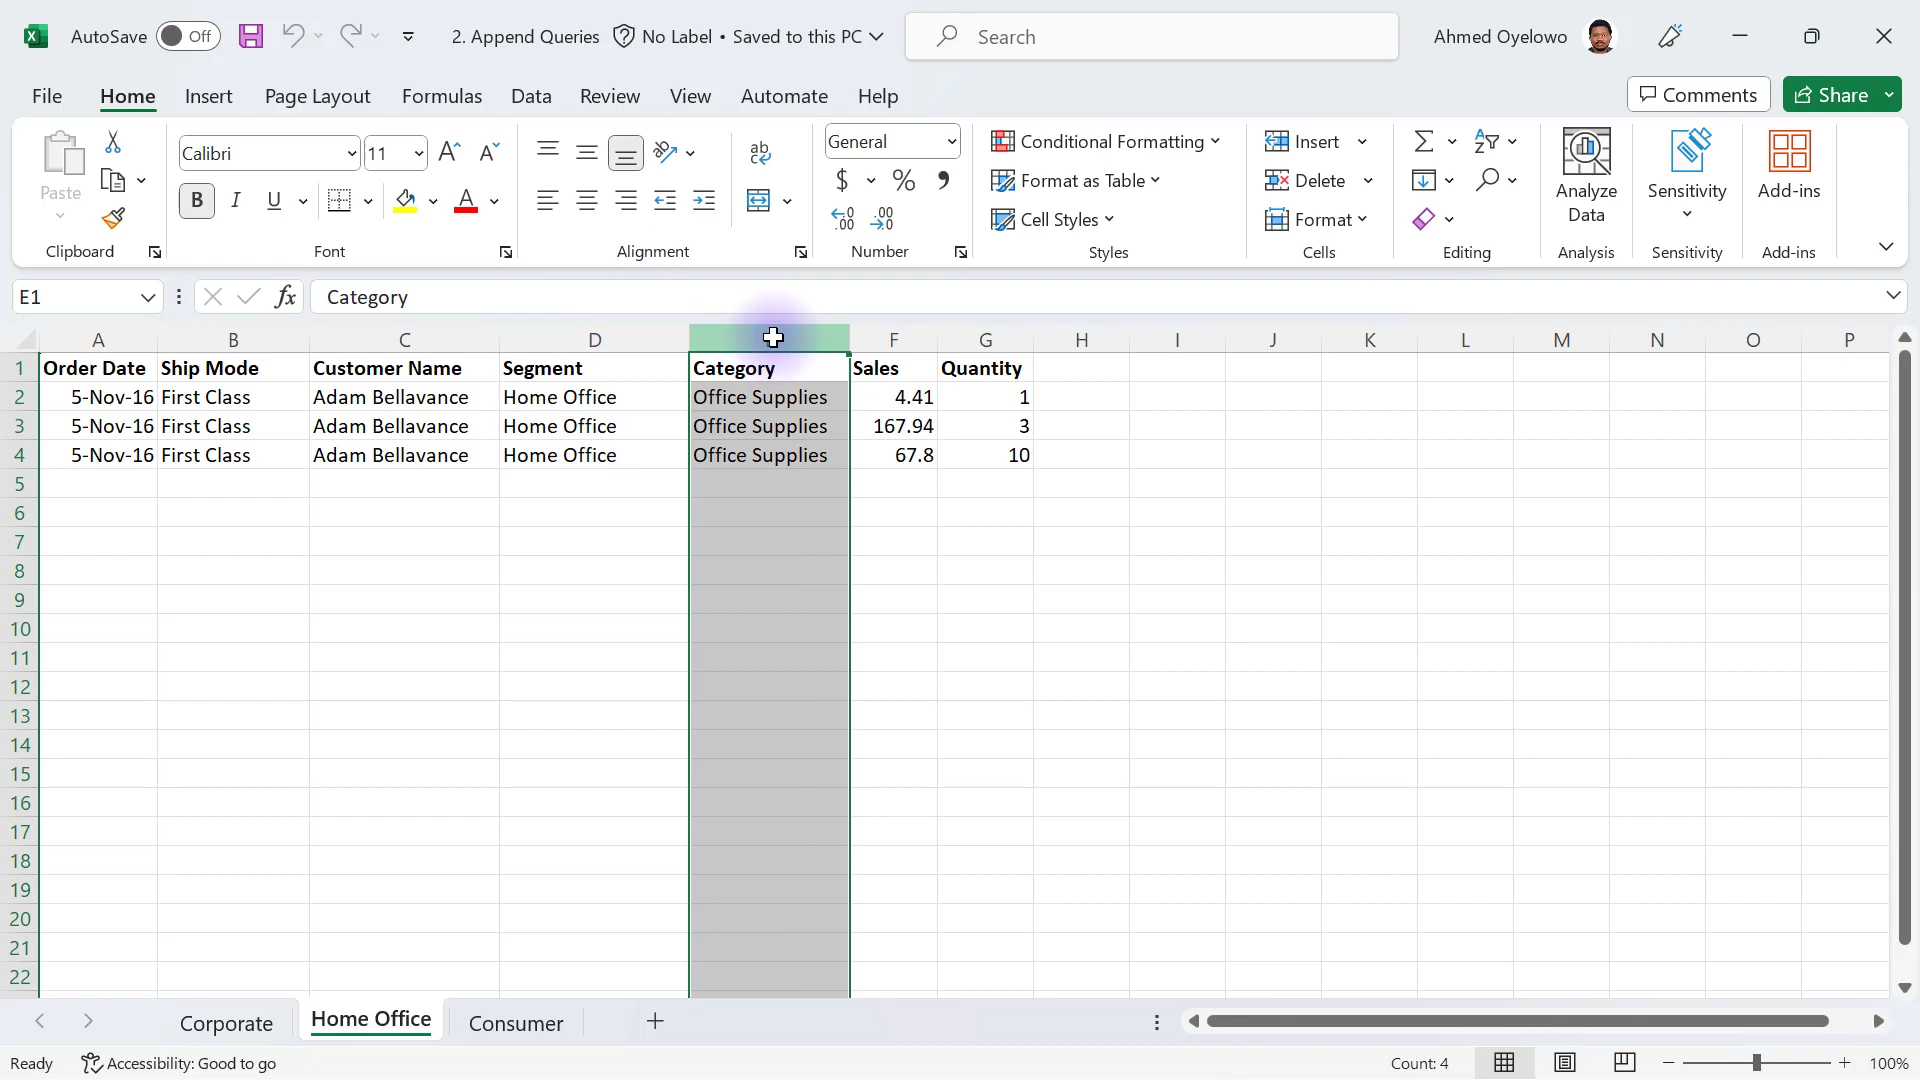 AutoSave Off 2. Append Queries No Label • Saved to this PC Search Ahmed Oyelowo
File Home Insert Page Layout Formulas Data Review View Automate Help Comments Share
Paste Calibri 11 A A ab c General Conditional Formatting Insert Σ A Z Analyze Data Sensitivity Add-ins
B I U A $ % , Format as Table Delete
←0 .00 .00 →0 Cell Styles Format
Clipboard Font Alignment Number Styles Cells Editing Analysis Sensitivity Add-ins
E1 fx Category
A B C D F G H I J K L M N O P
1 Order Date Ship Mode Customer Name Segment Category Sales Quantity
2 5-Nov-16 First Class Adam Bellavance Home Office Office Supplies 4.41 1
3 5-Nov-16 First Class Adam Bellavance Home Office Office Supplies 167.94 3
4 5-Nov-16 First Class Adam Bellavance Home Office Office Supplies 67.8 10
5
6
7
8
9
10
11
12
13
14
15
16
17
18
19
20
21
22
Corporate Home Office Consumer
Ready Accessibility: Good to go Count: 4 100%